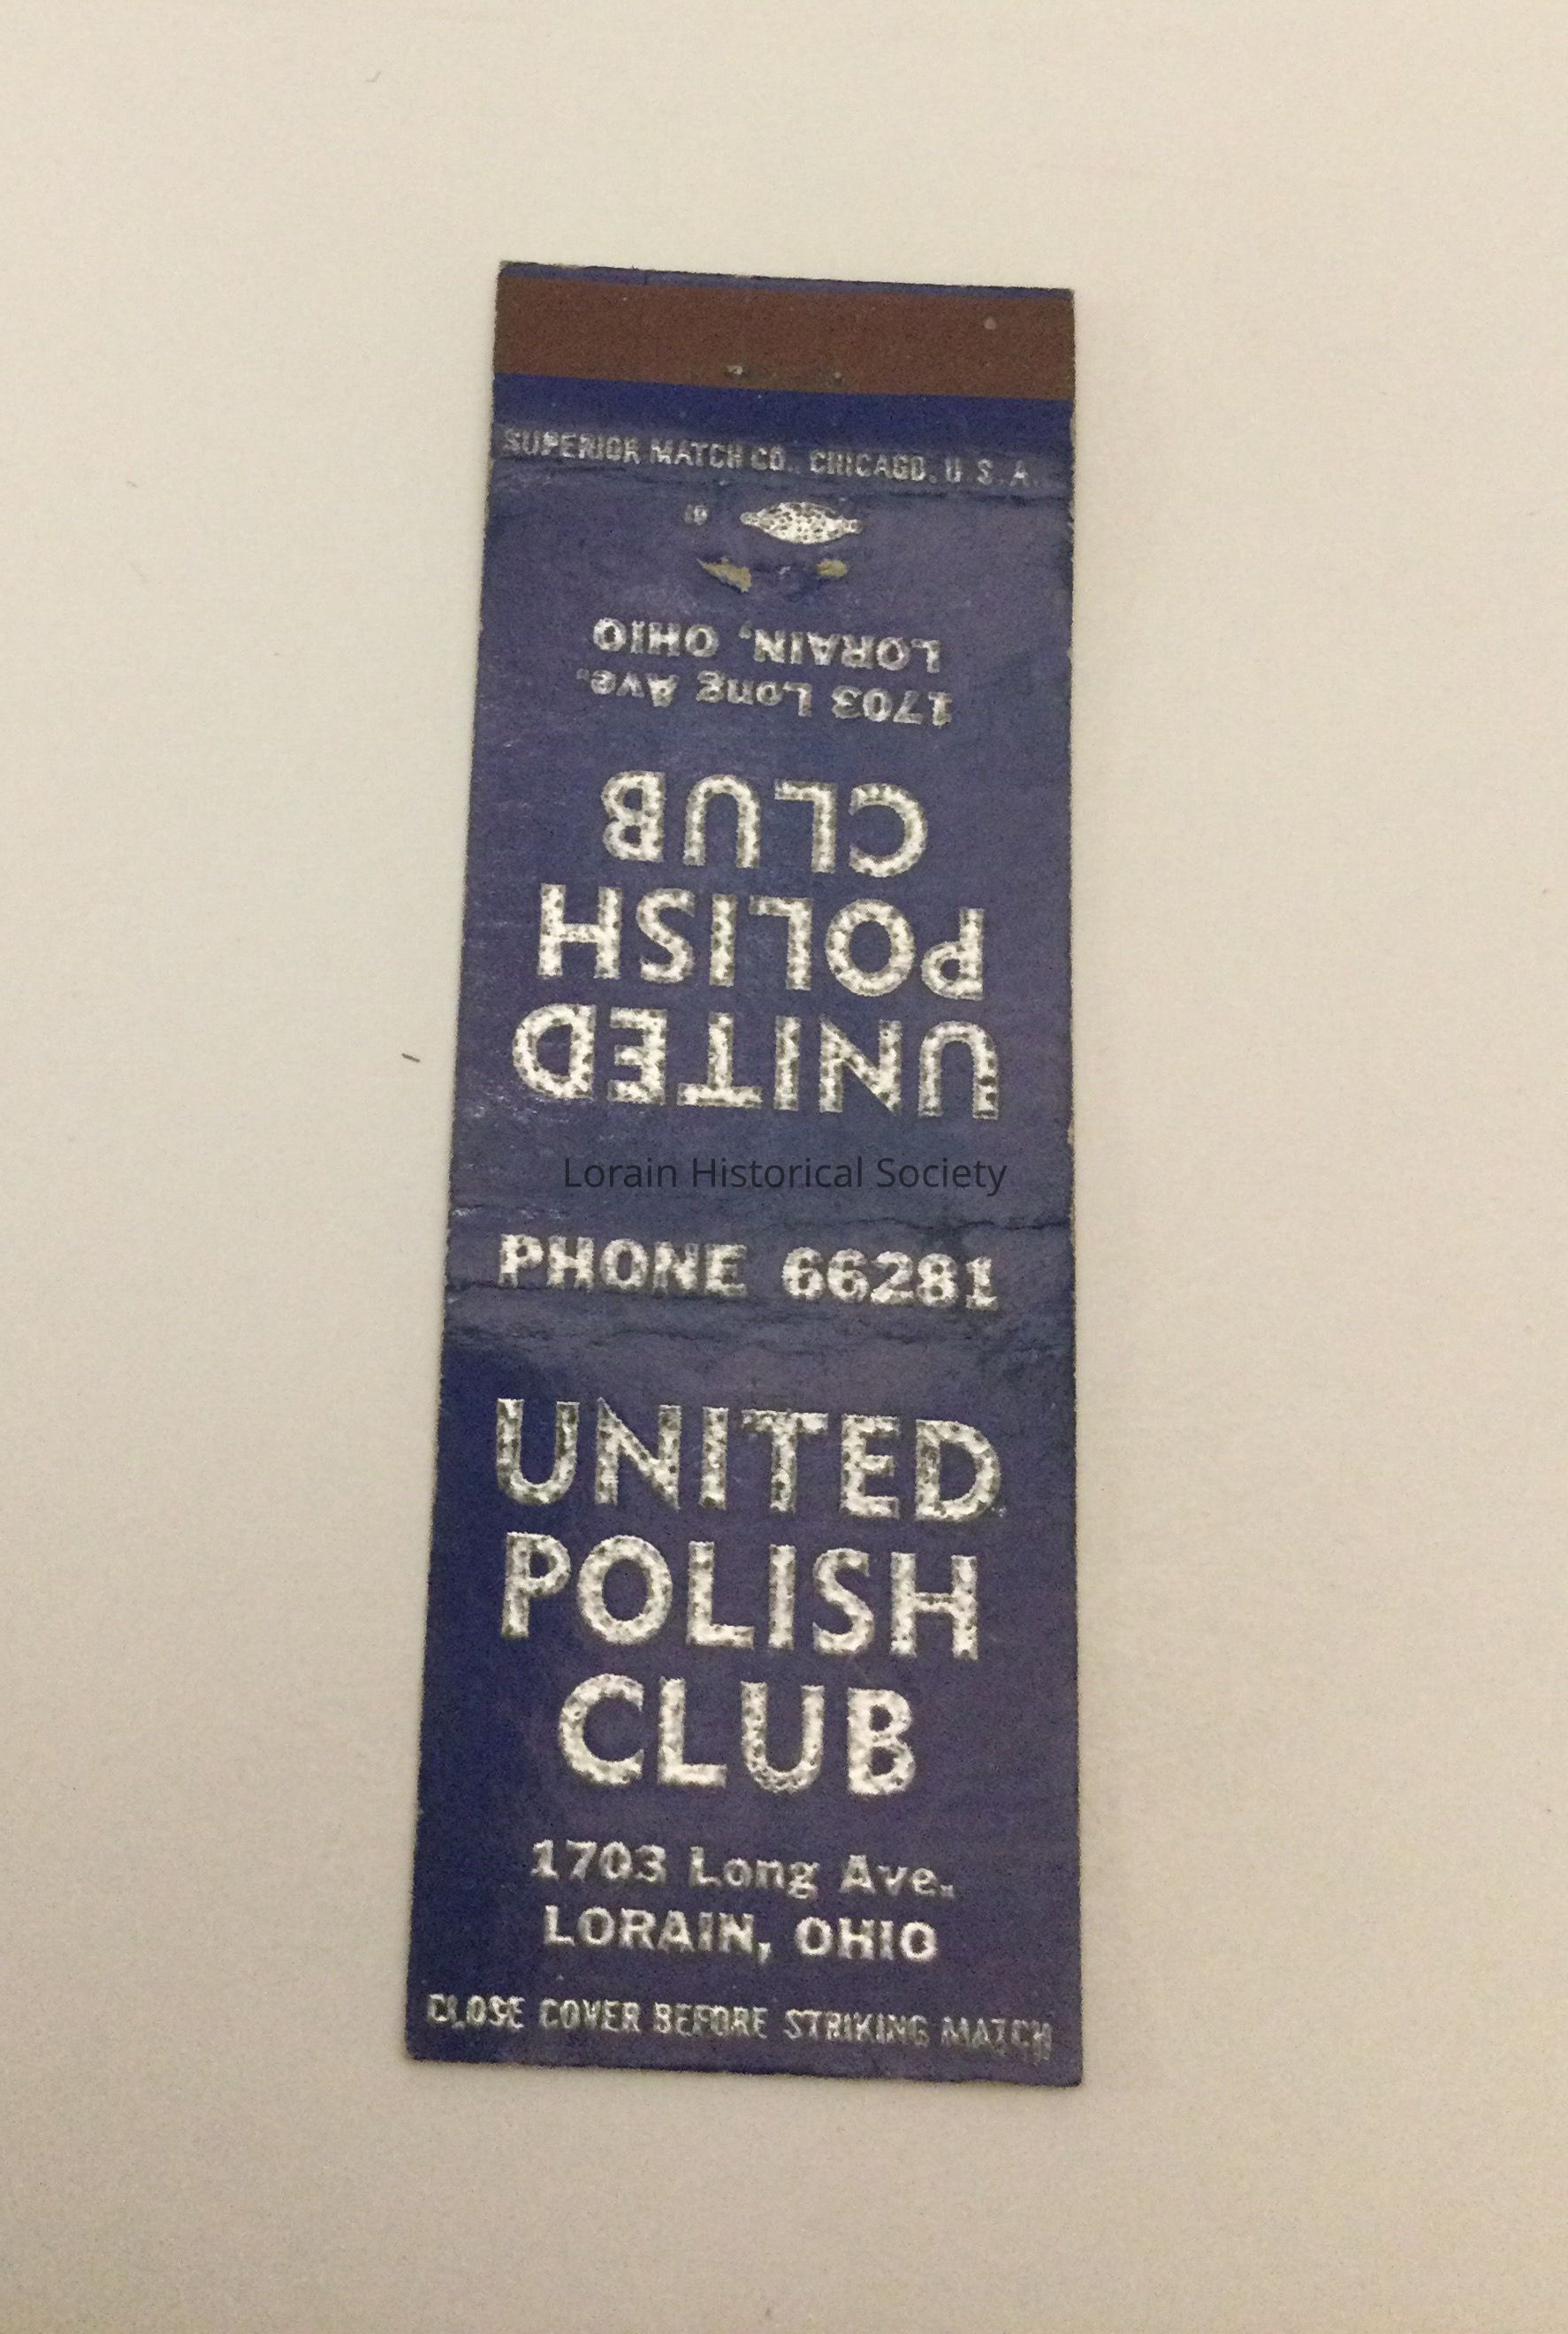 SUPERIOR MATCH CO., CHICAGO, U.S.A.
UNITED
POLISH
CLUB
1703 Long Ave.
LORAIN, OHIO
Lorain Historical Society
PHONE 66281
UNITED
POLISH
CLUB
1703 Long Ave.
LORAIN, OHIO
CLOSE COVER BEFORE STRIKING MATCH